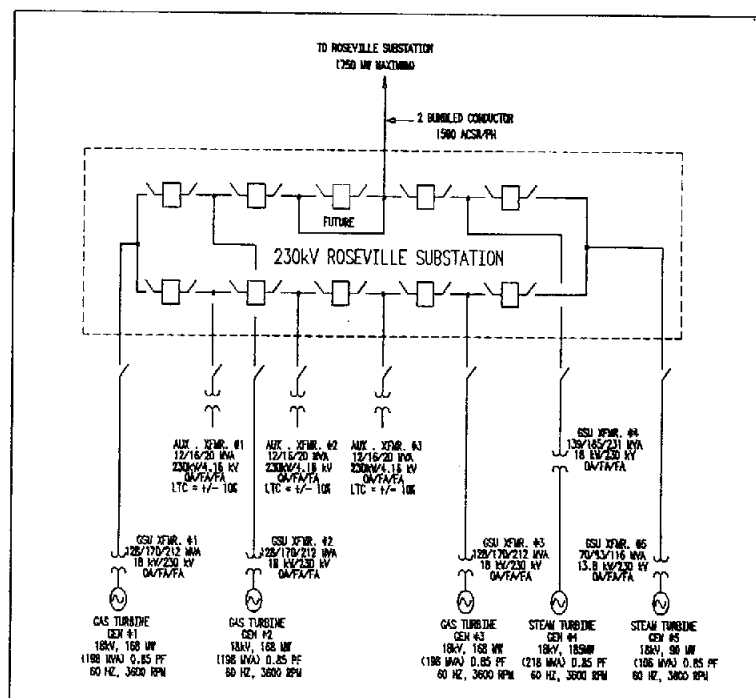 TO ROSEVILLE SUBSTATION
(750 MW MAXIMUM)
2 BUNDLED CONDUCTOR
1590 ACSR/PH
FUTURE
230kV ROSEVILLE SUBSTATION
AUX . XFMR. #1
12/16/20 MVA
230kV/4.16 kV
OA/FA/FA
LTC = +/- 10%
AUX . XFMR. #2
12/16/20 MVA
230kV/4.16 kV
OA/FA/FA
LTC = +/- 10%
AUX . XFMR. #3
12/16/20 MVA
230kV/4.16 kV
OA/FA/FA
LTC = +/- 10%
GSU XFMR. #4
139/185/231 MVA
18 kV/230 kV
OA/FA/FA
GSU XFMR. #1
128/170/212 MVA
18 kV/230 kV
OA/FA/FA
GSU XFMR. #2
128/170/212 MVA
18 kV/230 kV
OA/FA/FA
GSU XFMR. #3
128/170/212 MVA
18 kV/230 kV
OA/FA/FA
GSU XFMR. #5
70/93/116 MVA
13.8 kV/230 kV
OA/FA/FA
GAS TURBINE
GEN #1
18kV, 168 MW
(198 MVA) 0.85 PF
60 HZ, 3600 RPM
GAS TURBINE
GEN #2
18kV, 168 MW
(198 MVA) 0.85 PF
60 HZ, 3600 RPM
GAS TURBINE
GEN #3
18kV, 168 MW
(198 MVA) 0.85 PF
60 HZ, 3600 RPM
STEAM TURBINE
GEN #4
18kV, 185MW
(218 MVA) 0.85 PF
60 HZ, 3600 RPM
STEAM TURBINE
GEN #5
18kV, 90 MW
(106 MVA) 0.85 PF
60 HZ, 3600 RPM